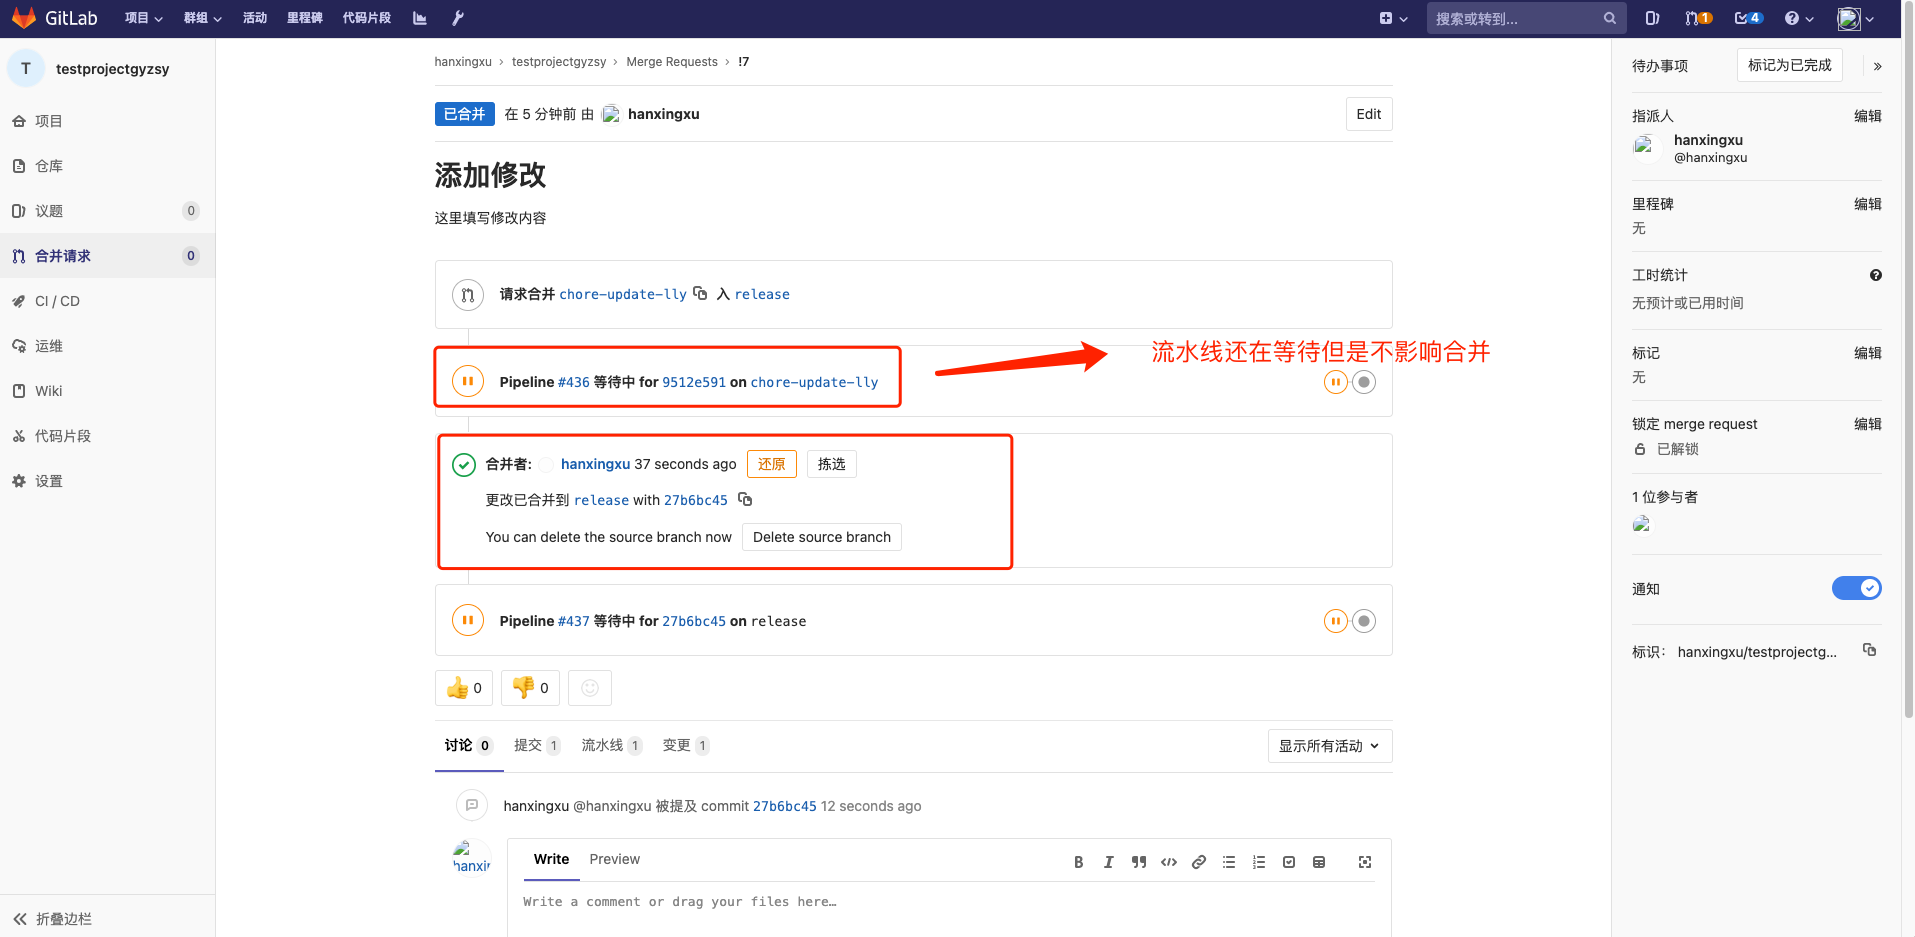 GitLab 项目 群组 活动 里程碑 代码片段 搜索或转到... 1 4
T testprojectgyzsy
项目
仓库
议题 0
合并请求 0
CI / CD
运维
Wiki
代码片段
设置
折叠边栏
hanxingxu › testprojectgyzsy › Merge Requests › !7
已合并 在 5 分钟前 由 hanxingxu Edit
添加修改
这里填写修改内容
请求合并 chore-update-lly 入 release
流水线还在等待但是不影响合并
Pipeline #436 等待中 for 9512e591 on chore-update-lly
合并者: hanxingxu 37 seconds ago 还原 拣选
更改已合并到 release with 27b6bc45
You can delete the source branch now Delete source branch
Pipeline #437 等待中 for 27b6bc45 on release
0 0
讨论 0 提交 1 流水线 1 变更 1 显示所有活动
hanxingxu @hanxingxu 被提及 commit 27b6bc45 12 seconds ago
hanxir
Write Preview
Write a comment or drag your files here…
待办事项 标记为已完成 »
指派人 编辑
hanxingxu
@hanxingxu
里程碑 编辑
无
工时统计
无预计或已用时间
标记 编辑
无
锁定 merge request 编辑
已解锁
1 位参与者
通知
标识： hanxingxu/testprojectg...